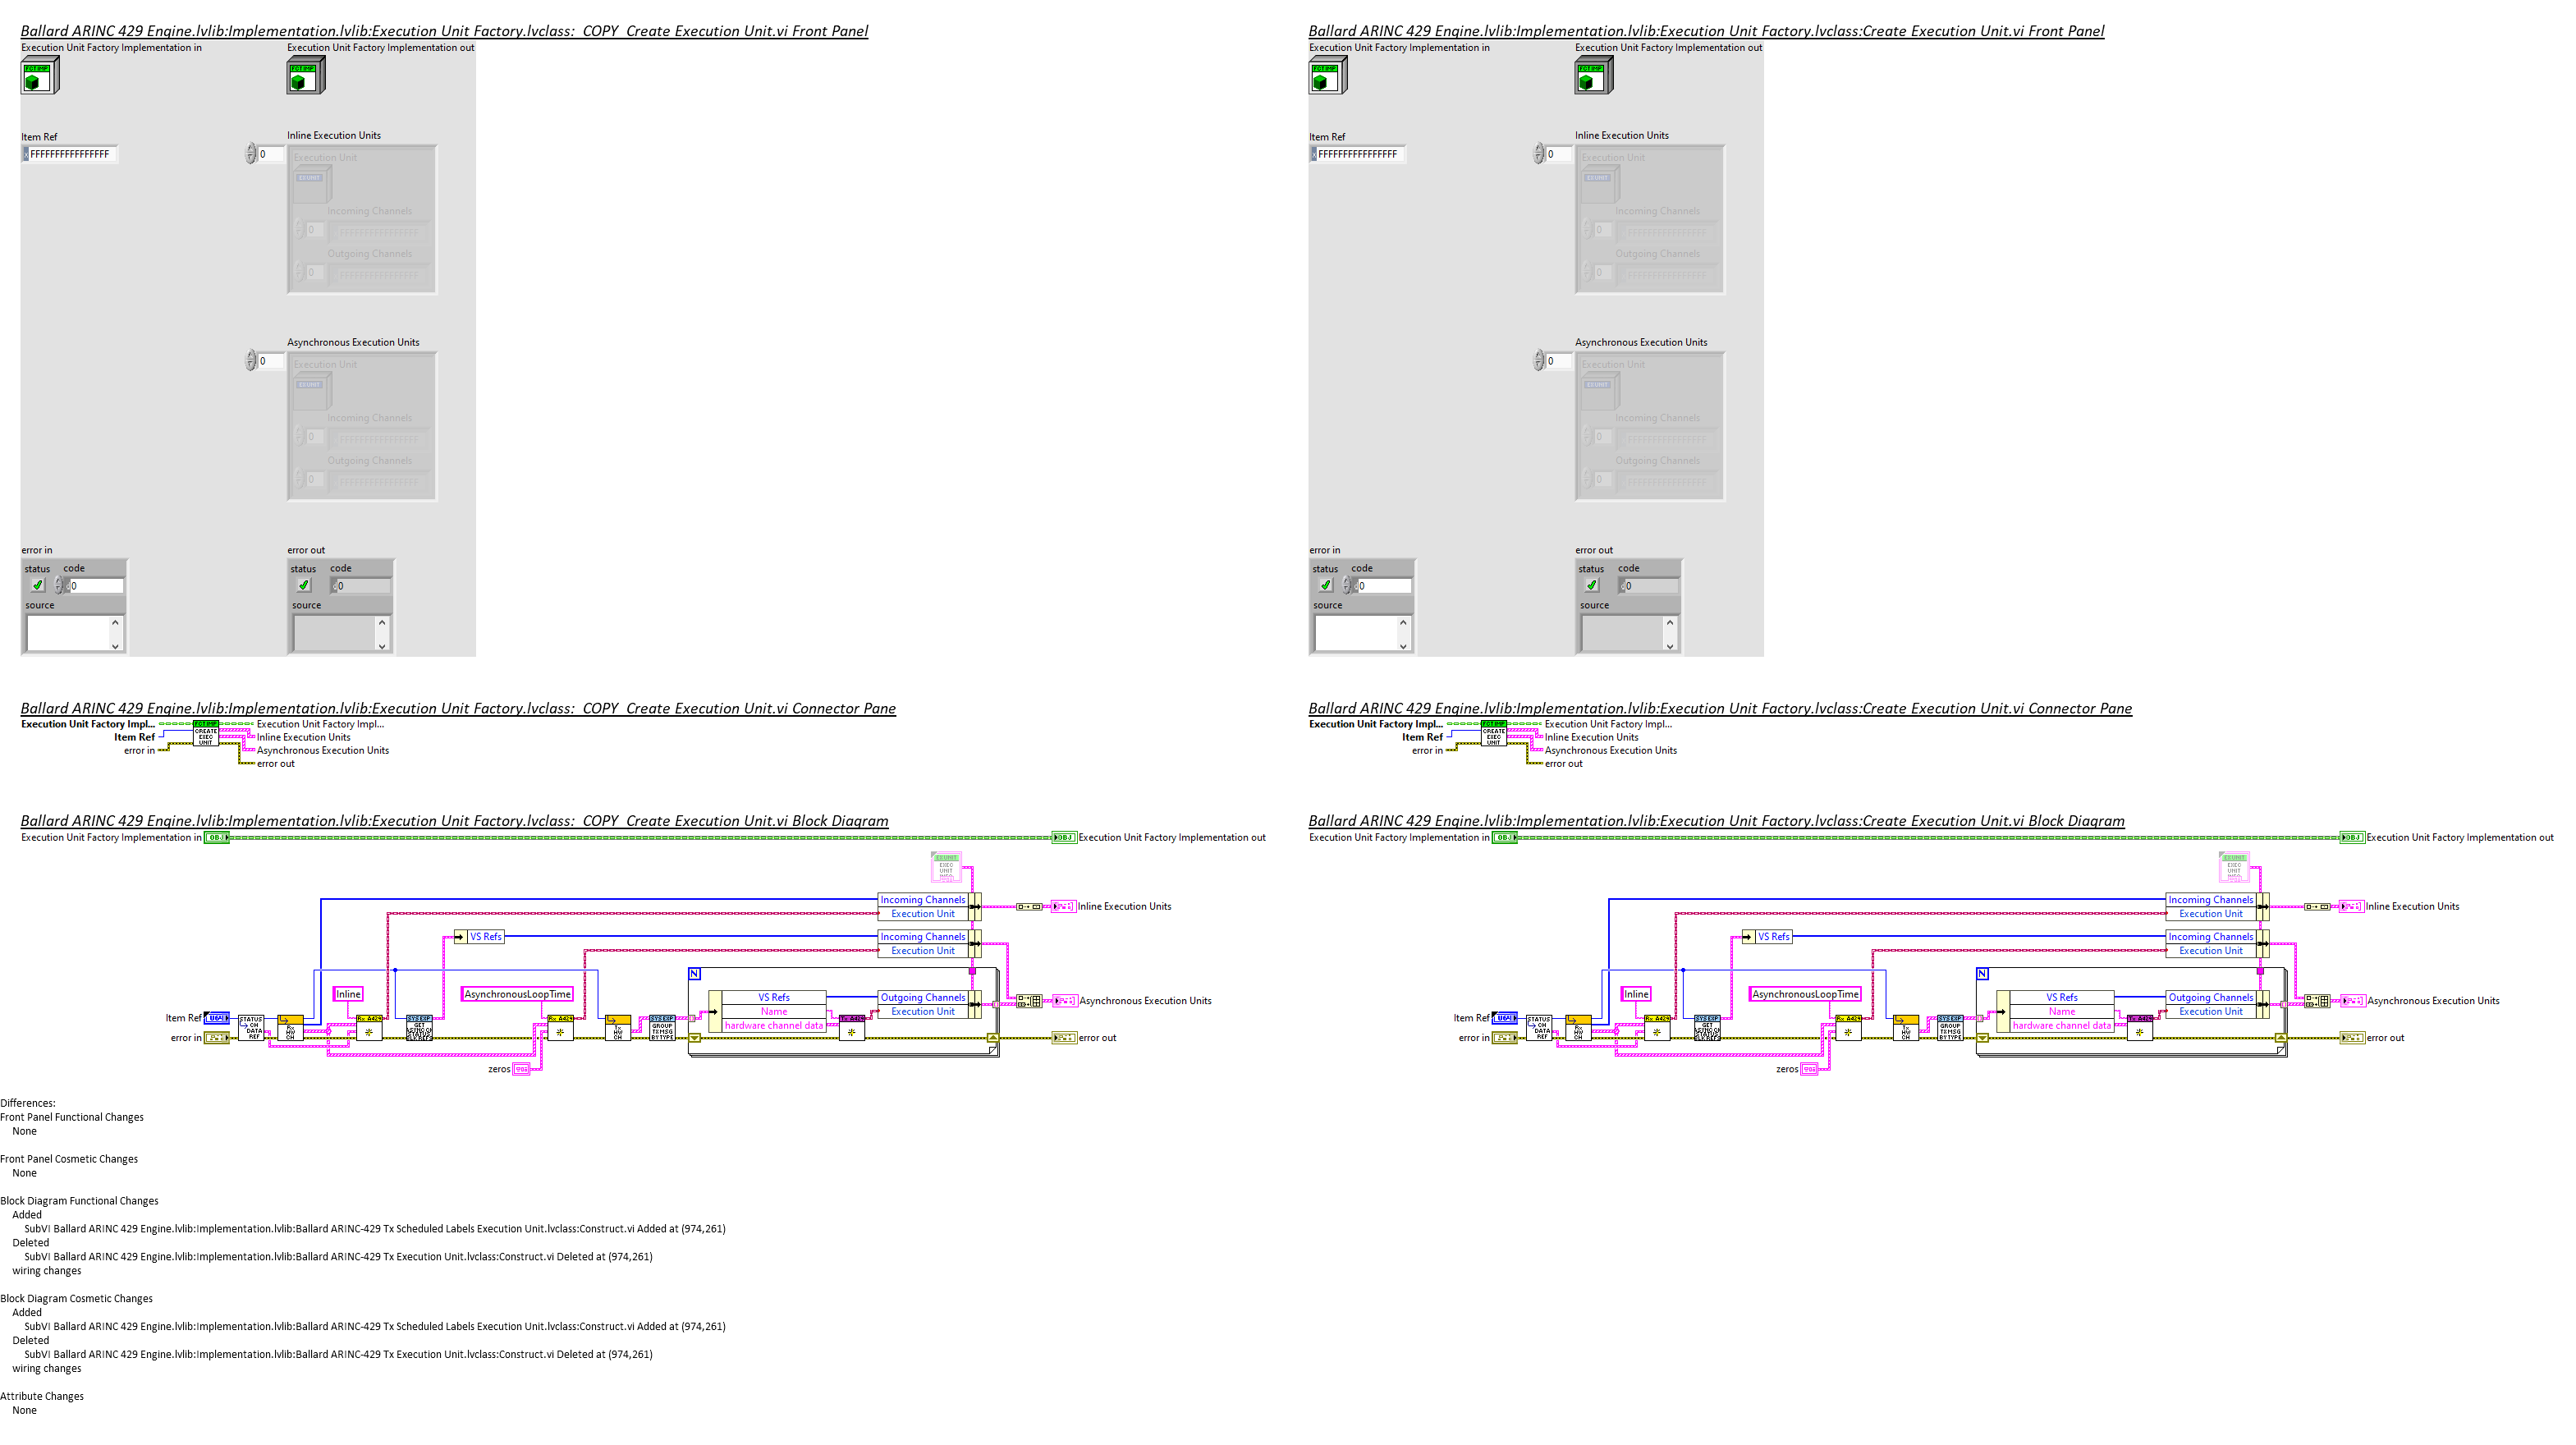 Ballard ARINC 429 Engine.lvlib:Implementation.lvlib:Execution Unit Factory.lvclass:_COPY_Create Execution Unit.vi Front Panel
Execution Unit Factory Implementation in
Execution Unit Factory Implementation out
Item Ref
FFFFFFFFFFFFFFFF
Inline Execution Units
0
Execution Unit
Incoming Channels
0
Outgoing Channels
0
Asynchronous Execution Units
0
Execution Unit
Incoming Channels
0
Outgoing Channels
0
error in
status code
0
source
error out
status code
0
source
Ballard ARINC 429 Engine.lvlib:Implementation.lvlib:Execution Unit Factory.lvclass:Create Execution Unit.vi Front Panel
Execution Unit Factory Implementation in
Execution Unit Factory Implementation out
Item Ref
FFFFFFFFFFFFFFFF
Inline Execution Units
0
Execution Unit
Incoming Channels
0
Outgoing Channels
0
Asynchronous Execution Units
0
Execution Unit
Incoming Channels
0
Outgoing Channels
0
error in
status code
0
source
error out
status code
0
source
Ballard ARINC 429 Engine.lvlib:Implementation.lvlib:Execution Unit Factory.lvclass:_COPY_Create Execution Unit.vi Connector Pane
Execution Unit Factory Impl...
Item Ref
error in
CREATE
EXEC
UNIT
Execution Unit Factory Impl...
Inline Execution Units
Asynchronous Execution Units
error out
Ballard ARINC 429 Engine.lvlib:Implementation.lvlib:Execution Unit Factory.lvclass:Create Execution Unit.vi Connector Pane
Execution Unit Factory Impl...
Item Ref
error in
CREATE
EXEC
UNIT
Execution Unit Factory Impl...
Inline Execution Units
Asynchronous Execution Units
error out
Ballard ARINC 429 Engine.lvlib:Implementation.lvlib:Execution Unit Factory.lvclass:_COPY_Create Execution Unit.vi Block Diagram
Execution Unit Factory Implementation in
OBJ
OBJ
Execution Unit Factory Implementation out
Incoming Channels
Execution Unit
Inline Execution Units
VS Refs
Incoming Channels
Execution Unit
N
Inline
AsynchronousLoopTime
VS Refs
Name
hardware channel data
Outgoing Channels
Execution Unit
Asynchronous Execution Units
Item Ref
error in
STATUS
CH
DATA
REF
GROUP
TXMSG
BYTYPE
error out
zeros
Ballard ARINC 429 Engine.lvlib:Implementation.lvlib:Execution Unit Factory.lvclass:Create Execution Unit.vi Block Diagram
Execution Unit Factory Implementation in
OBJ
OBJ
Execution Unit Factory Implementation out
Incoming Channels
Execution Unit
Inline Execution Units
VS Refs
Incoming Channels
Execution Unit
N
Inline
AsynchronousLoopTime
VS Refs
Name
hardware channel data
Outgoing Channels
Execution Unit
Asynchronous Execution Units
Item Ref
error in
STATUS
CH
DATA
REF
GROUP
TXMSG
BYTYPE
error out
zeros
Differences:
Front Panel Functional Changes
None
Front Panel Cosmetic Changes
None
Block Diagram Functional Changes
Added
SubVI Ballard ARINC 429 Engine.lvlib:Implementation.lvlib:Ballard ARINC-429 Tx Scheduled Labels Execution Unit.lvclass:Construct.vi Added at (974,261)
Deleted
SubVI Ballard ARINC 429 Engine.lvlib:Implementation.lvlib:Ballard ARINC-429 Tx Execution Unit.lvclass:Construct.vi Deleted at (974,261)
wiring changes
Block Diagram Cosmetic Changes
Added
SubVI Ballard ARINC 429 Engine.lvlib:Implementation.lvlib:Ballard ARINC-429 Tx Scheduled Labels Execution Unit.lvclass:Construct.vi Added at (974,261)
Deleted
SubVI Ballard ARINC 429 Engine.lvlib:Implementation.lvlib:Ballard ARINC-429 Tx Execution Unit.lvclass:Construct.vi Deleted at (974,261)
wiring changes
Attribute Changes
None